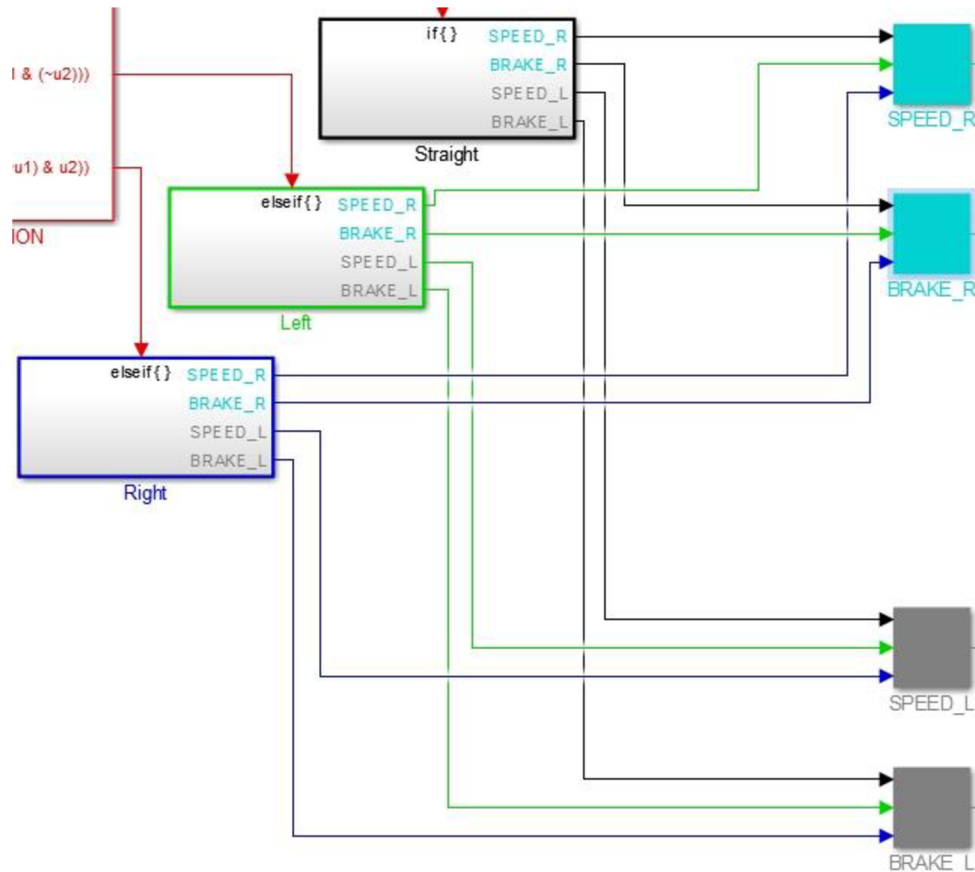 if{ }
SPEED_R
BRAKE_R
SPEED_L
BRAKE_L
Straight
SPEED_R
& (~u2)))
u1) & u2))
ION
elseif{ }
SPEED_R
BRAKE_R
SPEED_L
BRAKE_L
Left
BRAKE_R
elseif{ }
SPEED_R
BRAKE_R
SPEED_L
BRAKE_L
Right
SPEED_L
BRAKE_L